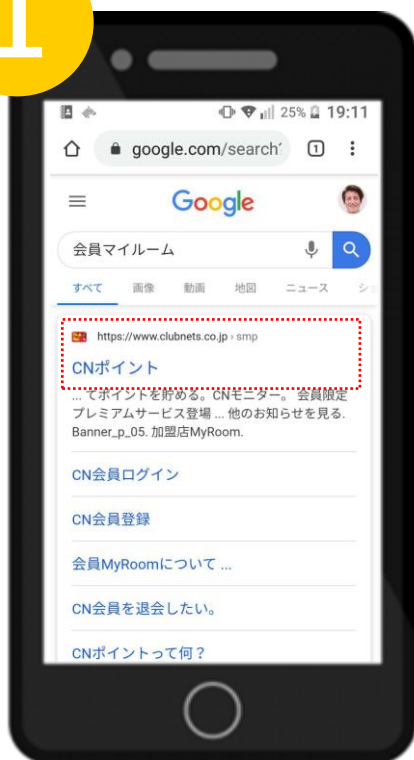 1
25% 19:11
google.com/search? 1
Google
会員マイルーム
すべて 画像 動画 地図 ニュース シ
https://www.clubnets.co.jp › smp
CNポイント
... てポイントを貯める。CNモニター。 会員限定
プレミアムサービス登場 ... 他のお知らせを見る.
Banner_p_05. 加盟店MyRoom.
CN会員ログイン
CN会員登録
会員MyRoomについて ...
CN会員を退会したい。
CNポイントって何？